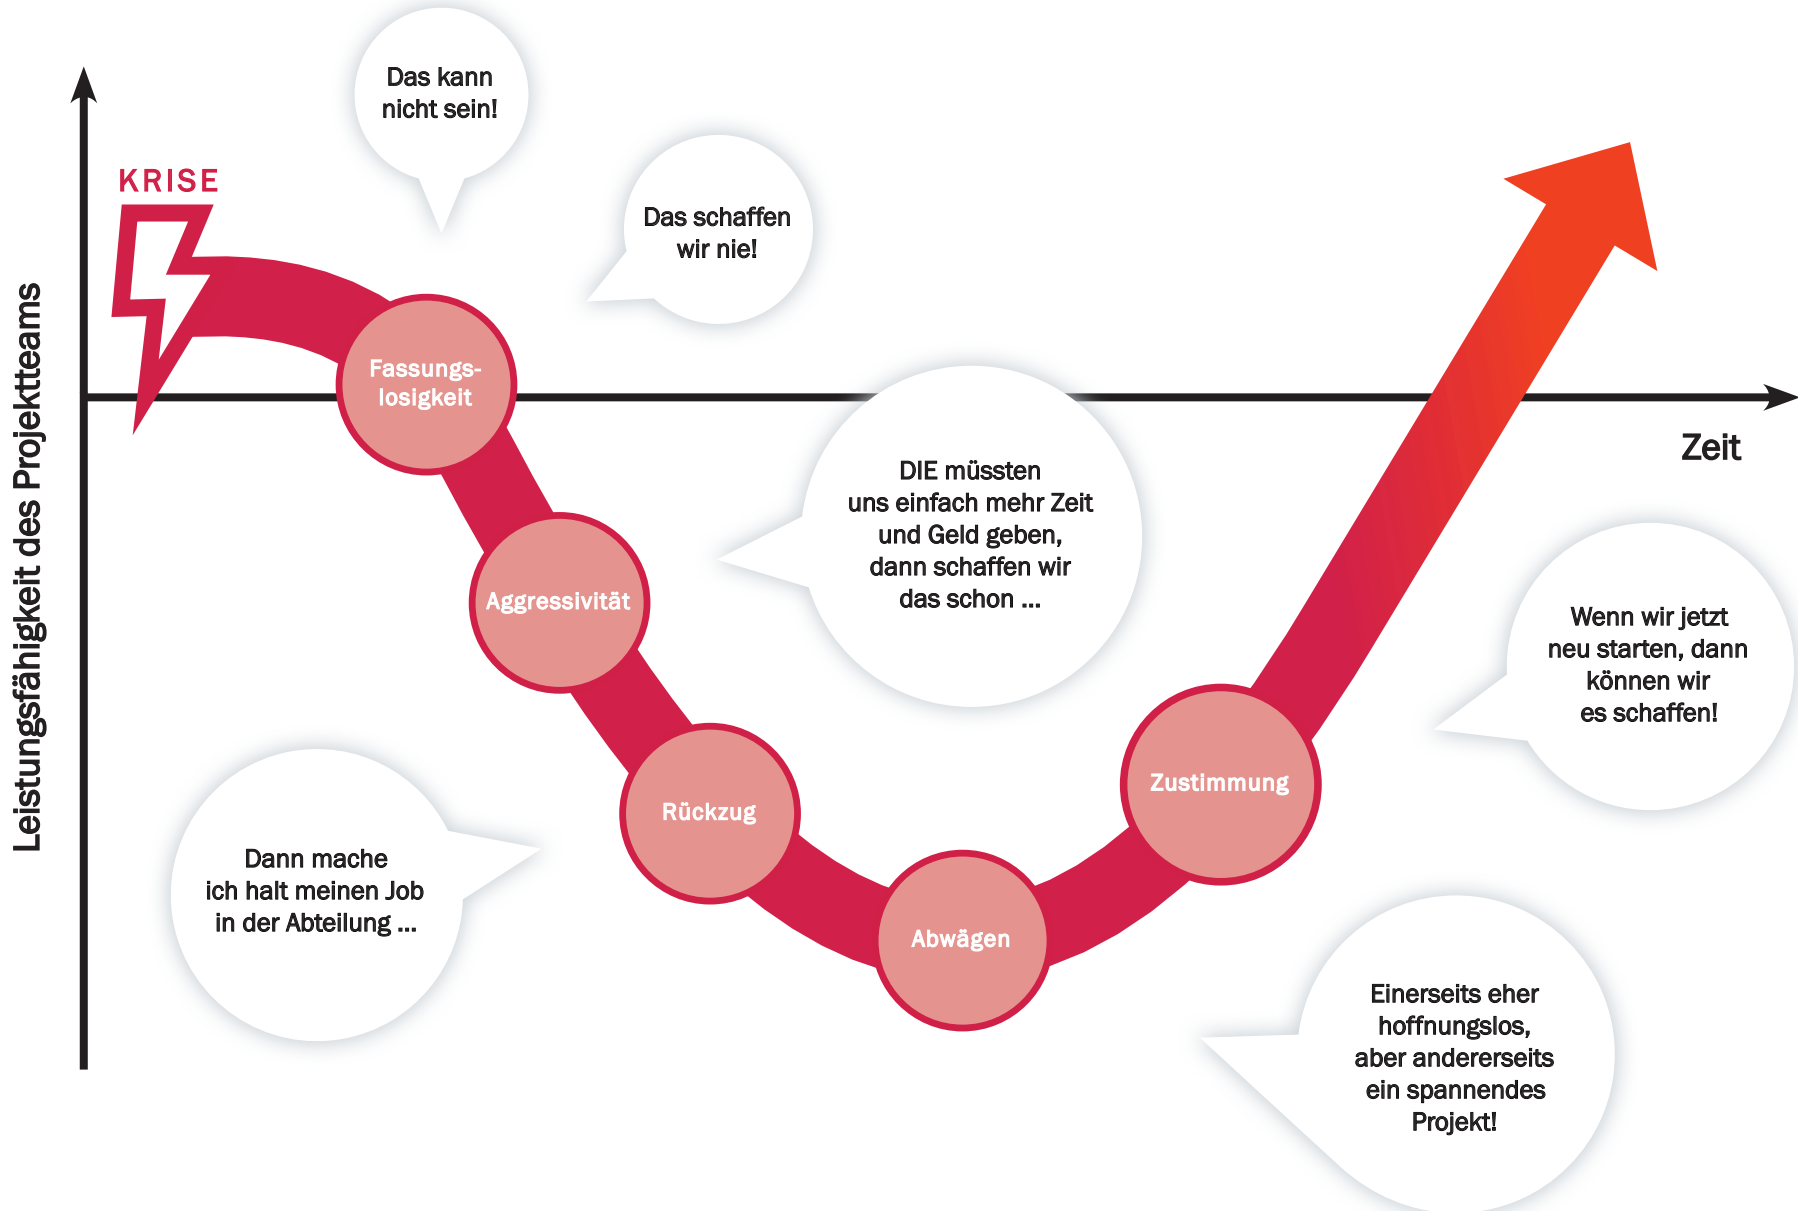 Das kann
nicht sein!
KRISE
Das schaffen
wir nie!
Leistungsfähigkeit des Projektteams
Fassungs-
losigkeit
Zeit
DIE müssten
uns einfach mehr Zeit
und Geld geben,
dann schaffen wir
das schon ...
Aggressivität
Wenn wir jetzt
neu starten, dann
können wir
es schaffen!
Zustimmung
Rückzug
Dann mache
ich halt meinen Job
in der Abteilung ...
Abwägen
Einerseits eher
hoffnungslos,
aber andererseits
ein spannendes
Projekt!